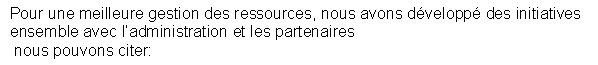 Pour une meilleure gestion des ressources, nous avons développé des initiatives
ensemble avec l'administration et les partenaires
nous pouvons citer: